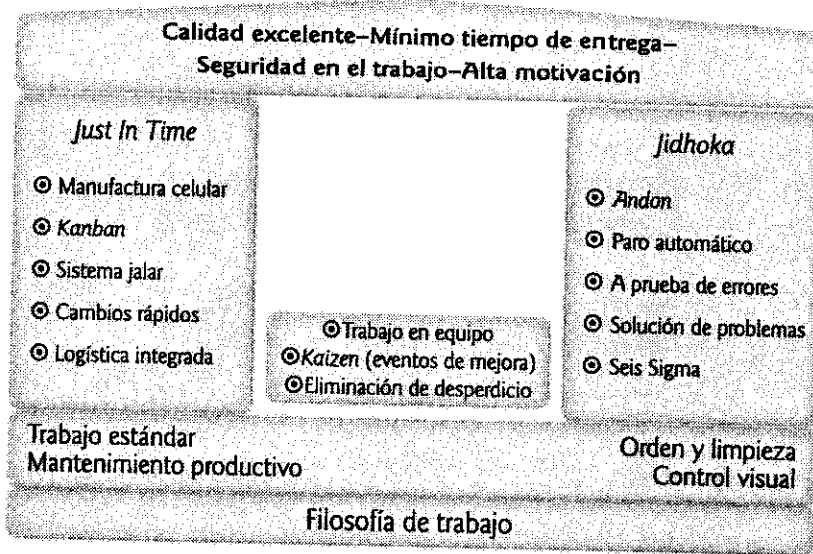 Calidad excelente–Mínimo tiempo de entrega–
Seguridad en el trabajo–Alta motivación
Just In Time
Manufactura celular
Kanban
Sistema jalar
Cambios rápidos
Logística integrada
Trabajo en equipo
Kaizen (eventos de mejora)
Eliminación de desperdicio
Jidhoka
Andon
Paro automático
A prueba de errores
Solución de problemas
Seis Sigma
Trabajo estándar
Mantenimiento productivo
Orden y limpieza
Control visual
Filosofía de trabajo